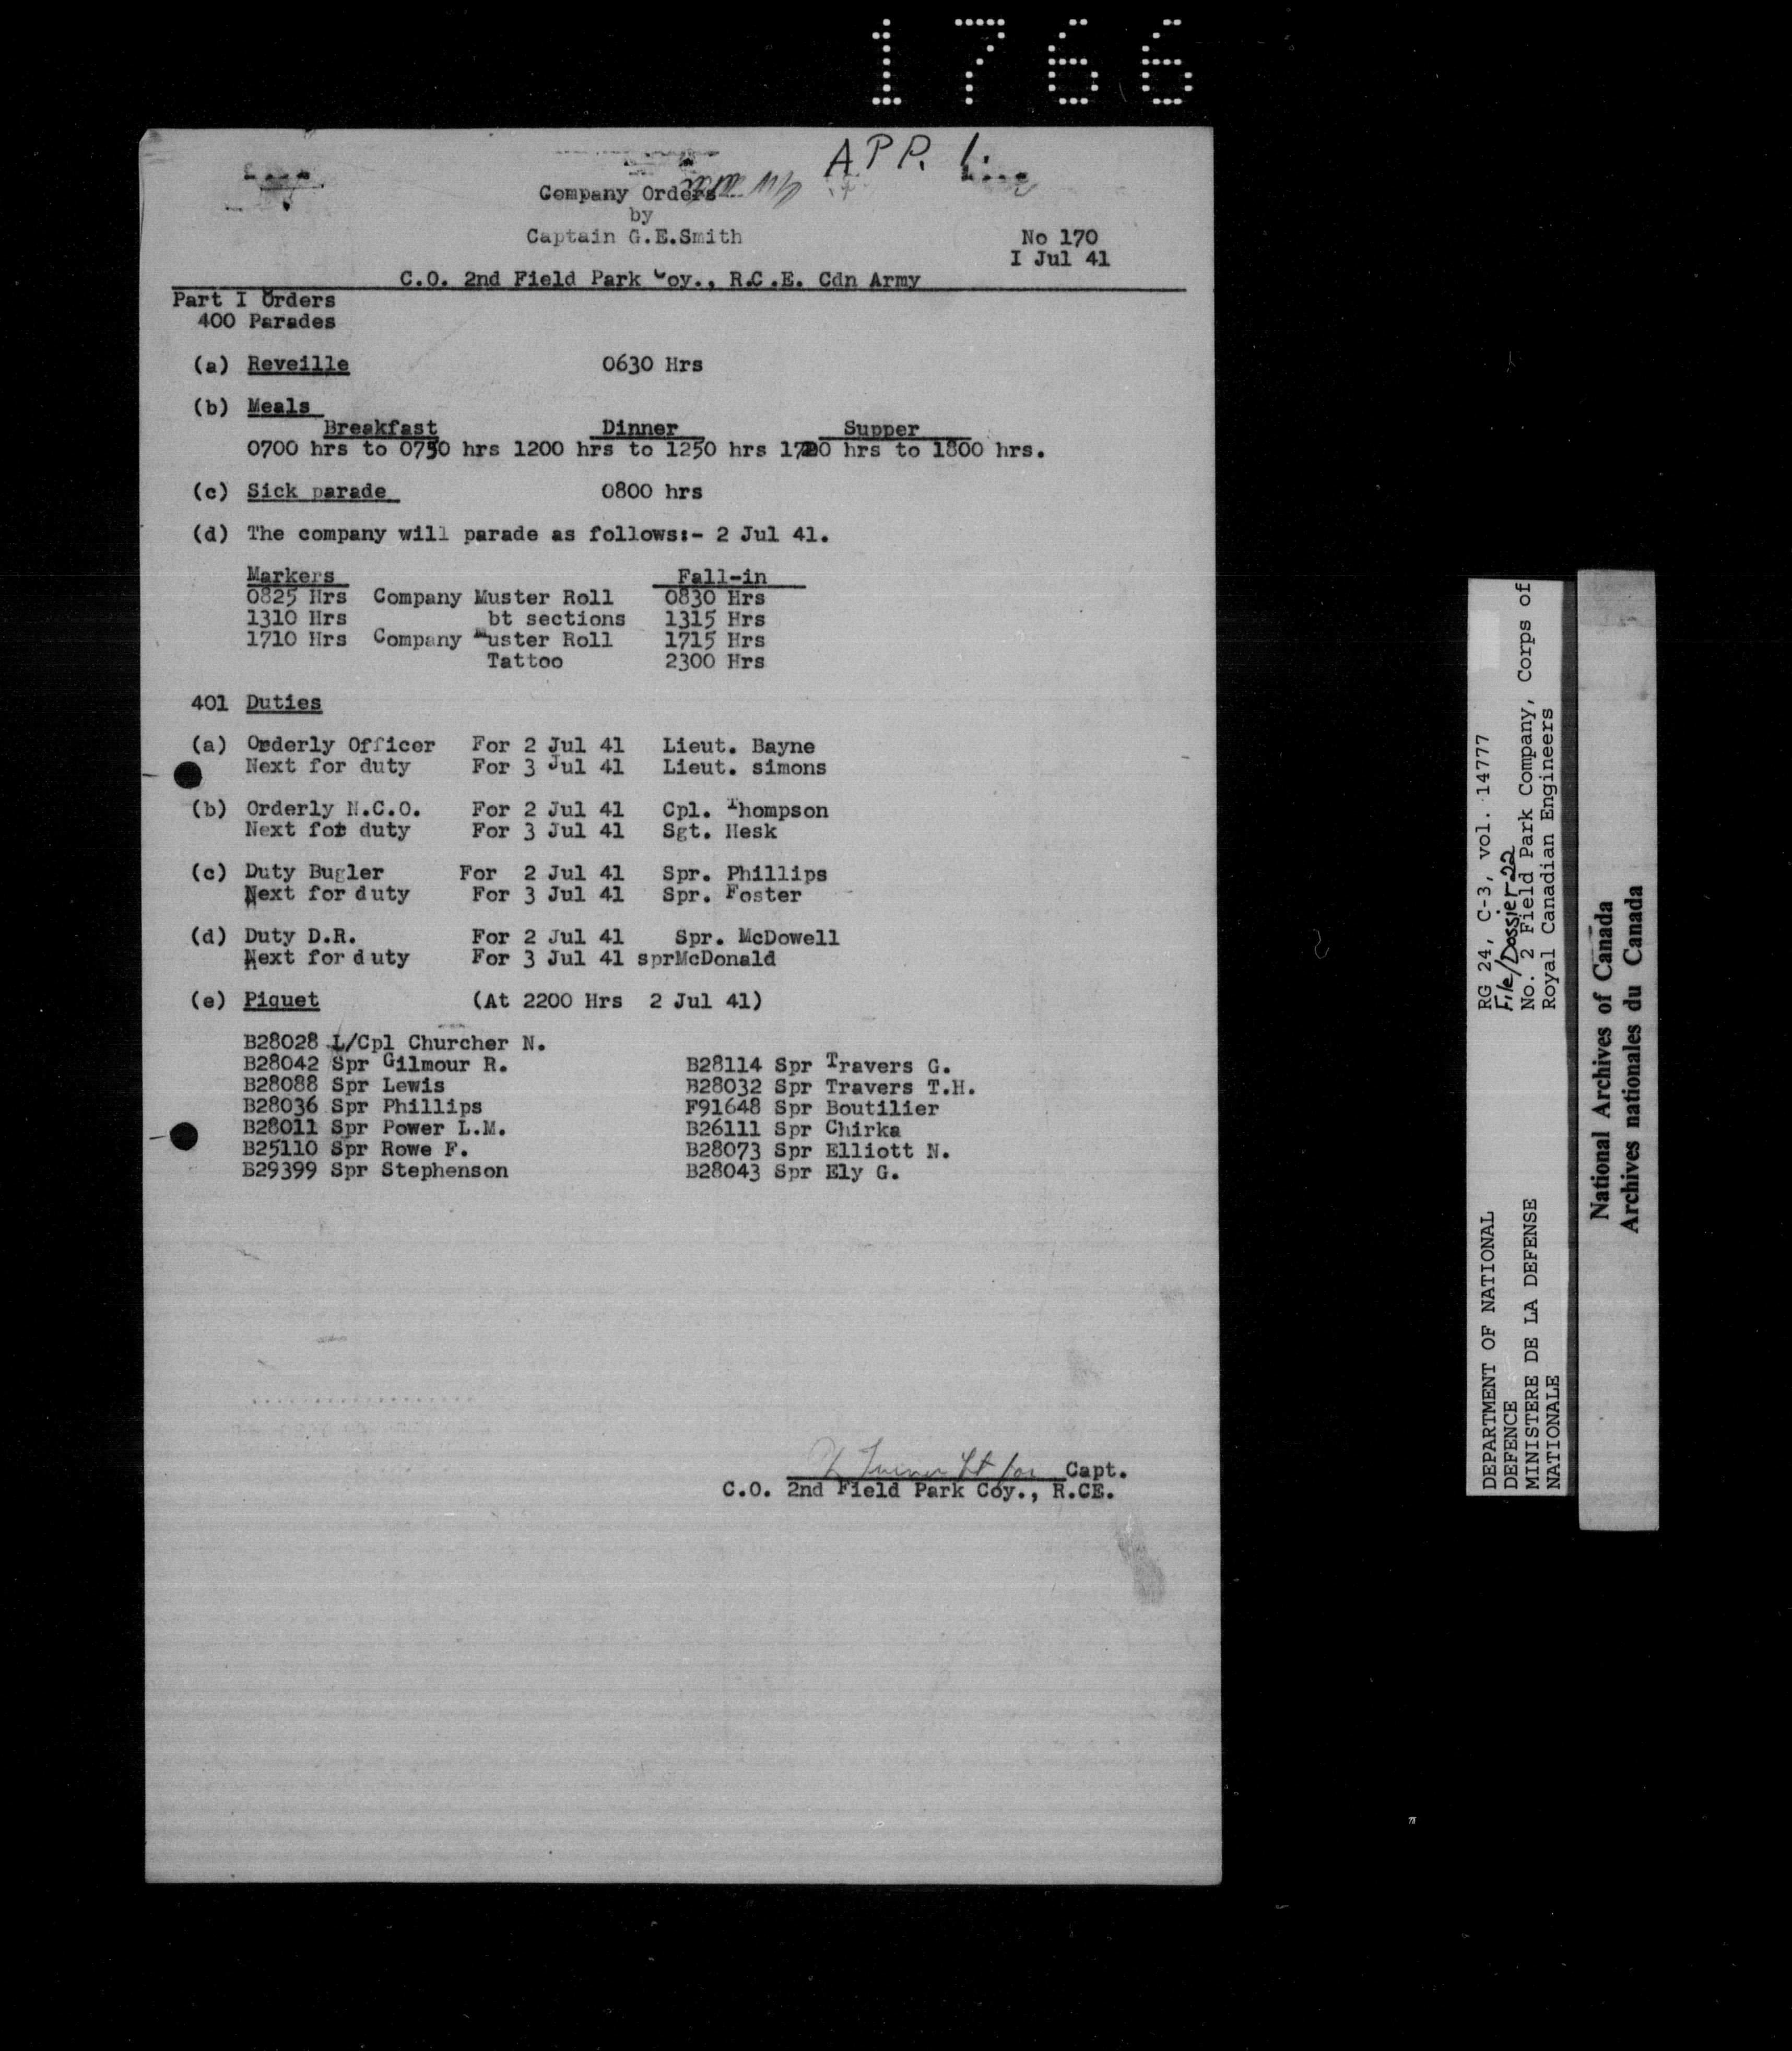 1766
APP. 1.
Company Orders
by
Captain G.E.Smith
No 170
I Jul 41
C.O. 2nd Field Park Coy., R.C.E. Cdn Army
Part I Orders
400 Parades
(a) Reveille 0630 Hrs
(b) Meals
Breakfast Dinner Supper
0700 hrs to 0750 hrs 1200 hrs to 1250 hrs 1720 hrs to 1800 hrs.
(c) Sick parade 0800 hrs
(d) The company will parade as follows:- 2 Jul 41.
Markers Fall-in
0825 Hrs Company Muster Roll 0830 Hrs
1310 Hrs bt sections 1315 Hrs
1710 Hrs Company Muster Roll 1715 Hrs
Tattoo 2300 Hrs
401 Duties
(a) Orderly Officer For 2 Jul 41 Lieut. Bayne
Next for duty For 3 Jul 41 Lieut. simons
(b) Orderly N.C.O. For 2 Jul 41 Cpl. Thompson
Next for duty For 3 Jul 41 Sgt. Hesk
(c) Duty Bugler For 2 Jul 41 Spr. Phillips
Next for duty For 3 Jul 41 Spr. Foster
(d) Duty D.R. For 2 Jul 41 Spr. McDowell
Next for duty For 3 Jul 41 sprMcDonald
(e) Piquet (At 2200 Hrs 2 Jul 41)
B28028 L/Cpl Churcher N.
B28042 Spr Gilmour R. B28114 Spr Travers G.
B28088 Spr Lewis B28032 Spr Travers T.H.
B28036 Spr Phillips F91648 Spr Boutilier
B28011 Spr Power L.M. B26111 Spr Chirka
B25110 Spr Rowe F. B28073 Spr Elliott N.
B29399 Spr Stephenson B28043 Spr Ely G.
Lt for Capt.
C.O. 2nd Field Park Coy., R.CE.
DEPARTMENT OF NATIONAL
DEFENCE
MINISTERE DE LA DEFENSE
NATIONALE
RG 24, C-3, vol. 14777
File/Dossier 22
No. 2 Field Park Company, Corps of
Royal Canadian Engineers
National Archives of Canada
Archives nationales du Canada